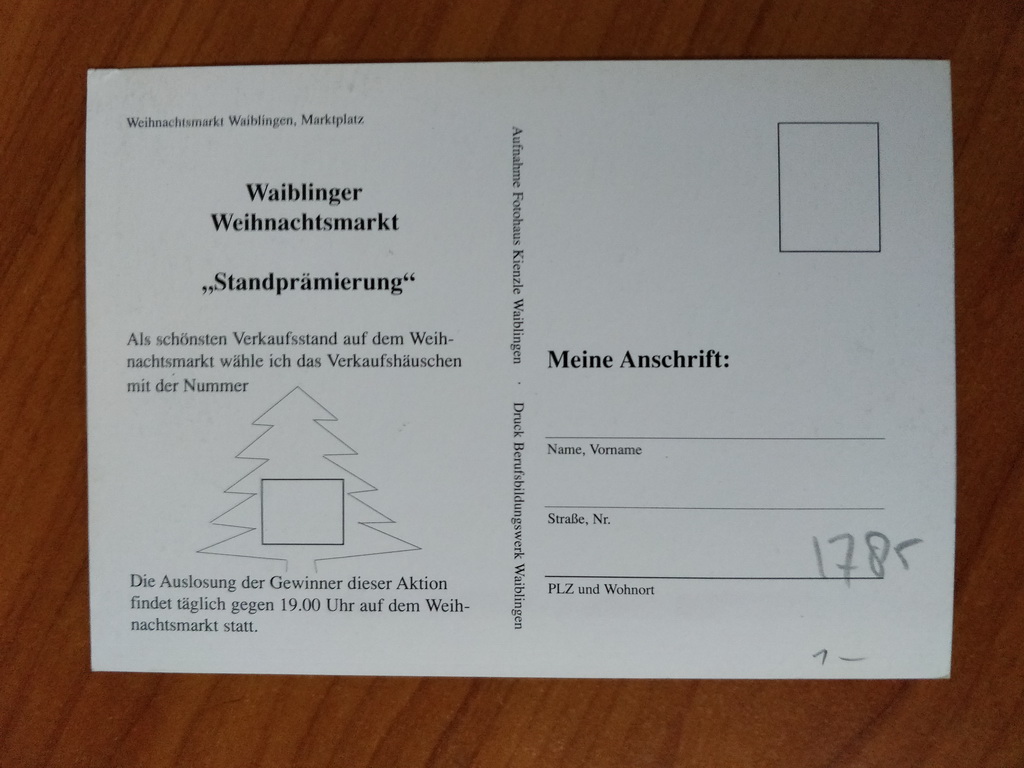 Weihnachtsmarkt Waiblingen, Marktplatz
Waiblinger
Weihnachtsmarkt
„Standprämierung“
Als schönsten Verkaufsstand auf dem Weih-
nachtsmarkt wähle ich das Verkaufshäuschen
mit der Nummer
Die Auslosung der Gewinner dieser Aktion
findet täglich gegen 19.00 Uhr auf dem Weih-
nachtsmarkt statt.
Aufnahme Fotohaus Kienzle Waiblingen · Druck Berufsbildungswerk Waiblingen
Meine Anschrift:
Name, Vorname
Straße, Nr.
PLZ und Wohnort
1 –